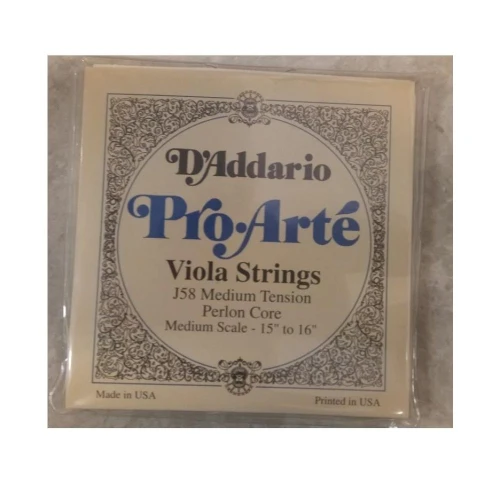 D'Addario
Pro•Arté
Viola Strings
J58 Medium Tension
Perlon Core
Medium Scale - 15" to 16"
Made in USA
Printed in USA